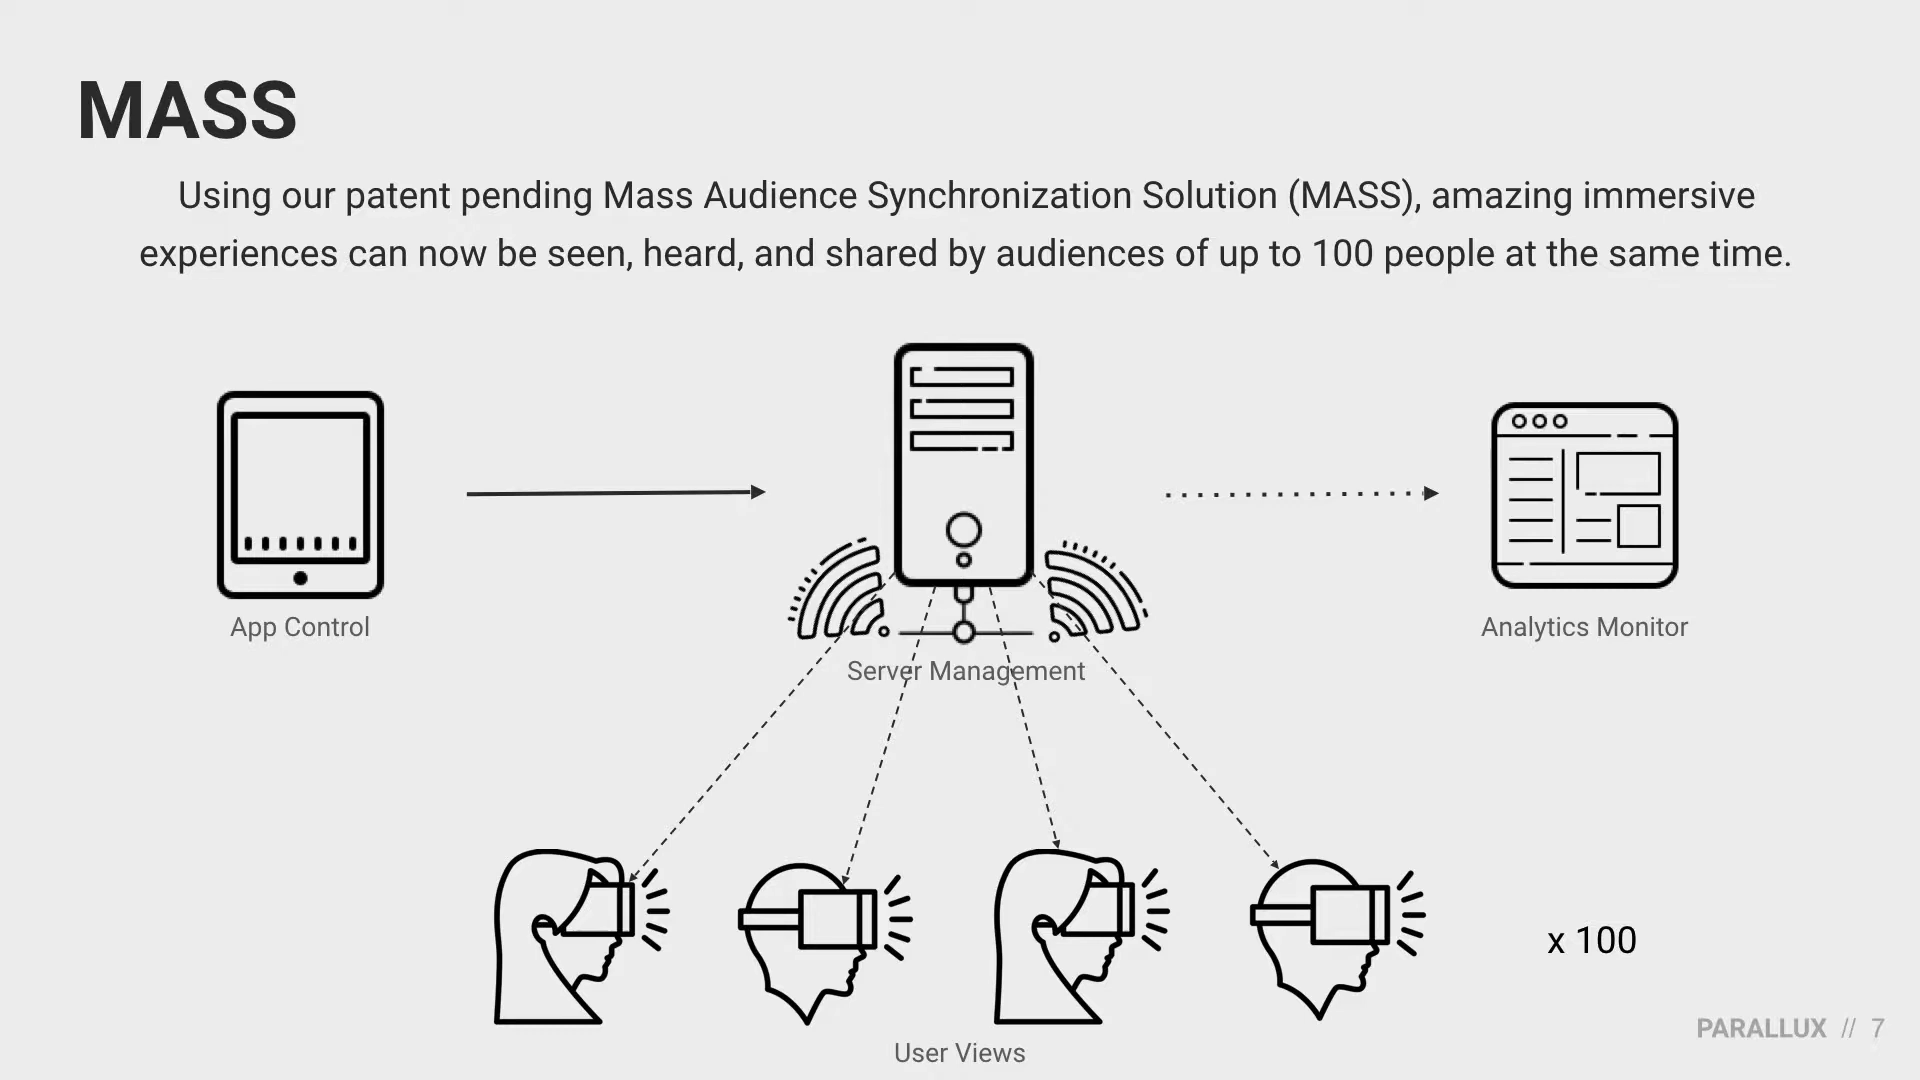 MASS
Using our patent pending Mass Audience Synchronization Solution (MASS), amazing immersive
experiences can now be seen, heard, and shared by audiences of up to 100 people at the same time.
App Control
Server Management
Analytics Monitor
x 100
User Views
PARALLUX // 7